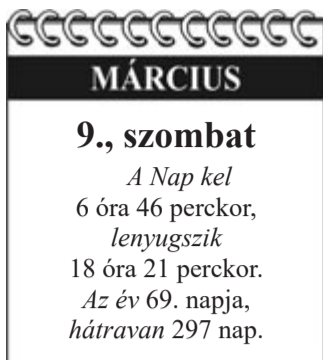 MÁRCIUS
9., szombat
A Nap kel
6 óra 46 perckor,
lenyugszik
18 óra 21 perckor.
Az év 69. napja,
hátravan 297 nap.